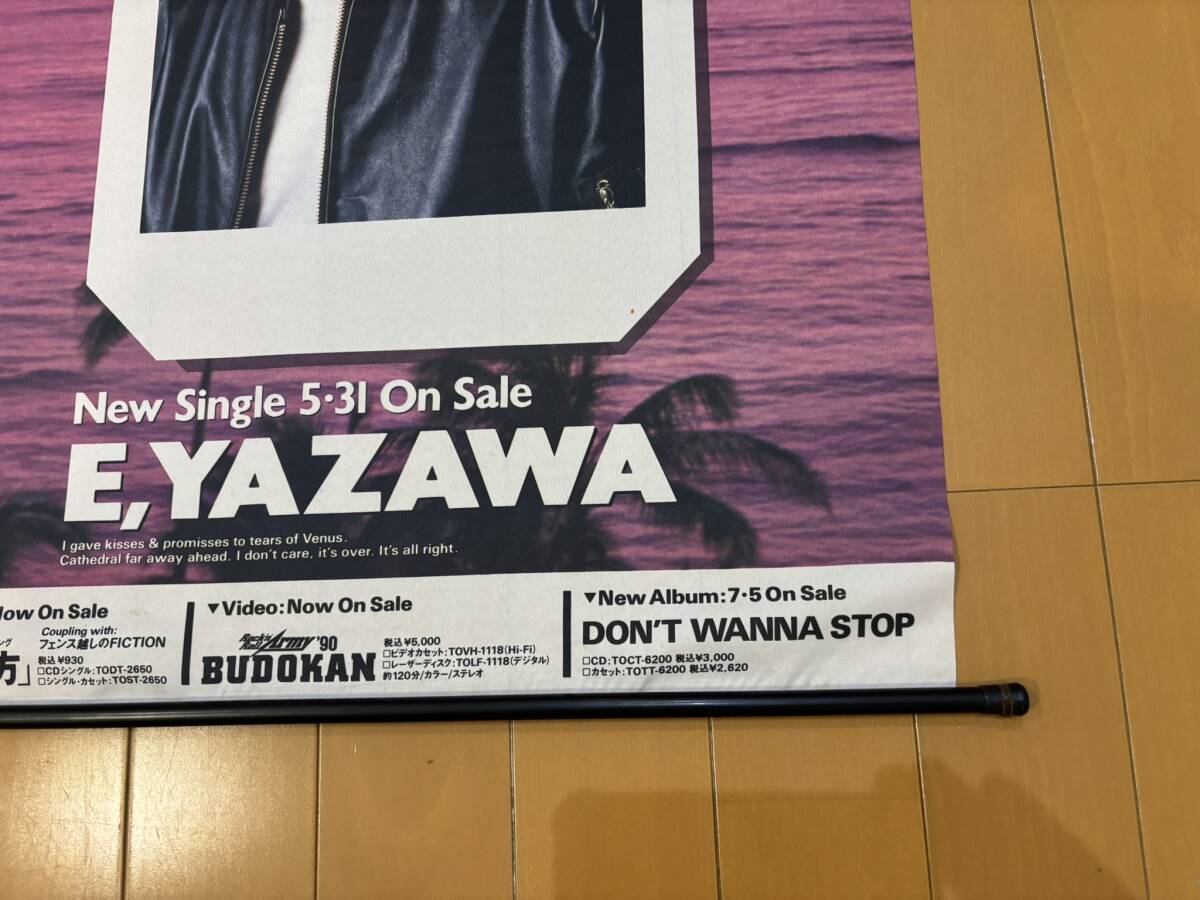 New Single 5·31 On Sale
E,YAZAWA
I gave kisses & promisses to tears of Venus.
Cathedral far away ahead. I don't care, it's over. It's all right.
Now On Sale
Coupling with:
フェンス越しのFICTION
ング
方」
税込¥930
□CDシングル:TODT-2650
□シングル・カセット:TOST-2650
▼Video:Now On Sale
Rock'n Roll Army '90
BUDOKAN
税込¥5,000
□ビデオカセット:TOVH-1118(Hi-Fi)
□レーザーディスク:TOLF-1118(デジタル)
約120分/カラー/ステレオ
▼New Album:7·5 On Sale
DON'T WANNA STOP
□CD:TOCT-6200 税込¥3,000
□カセット:TOTT-6200 税込¥2,620